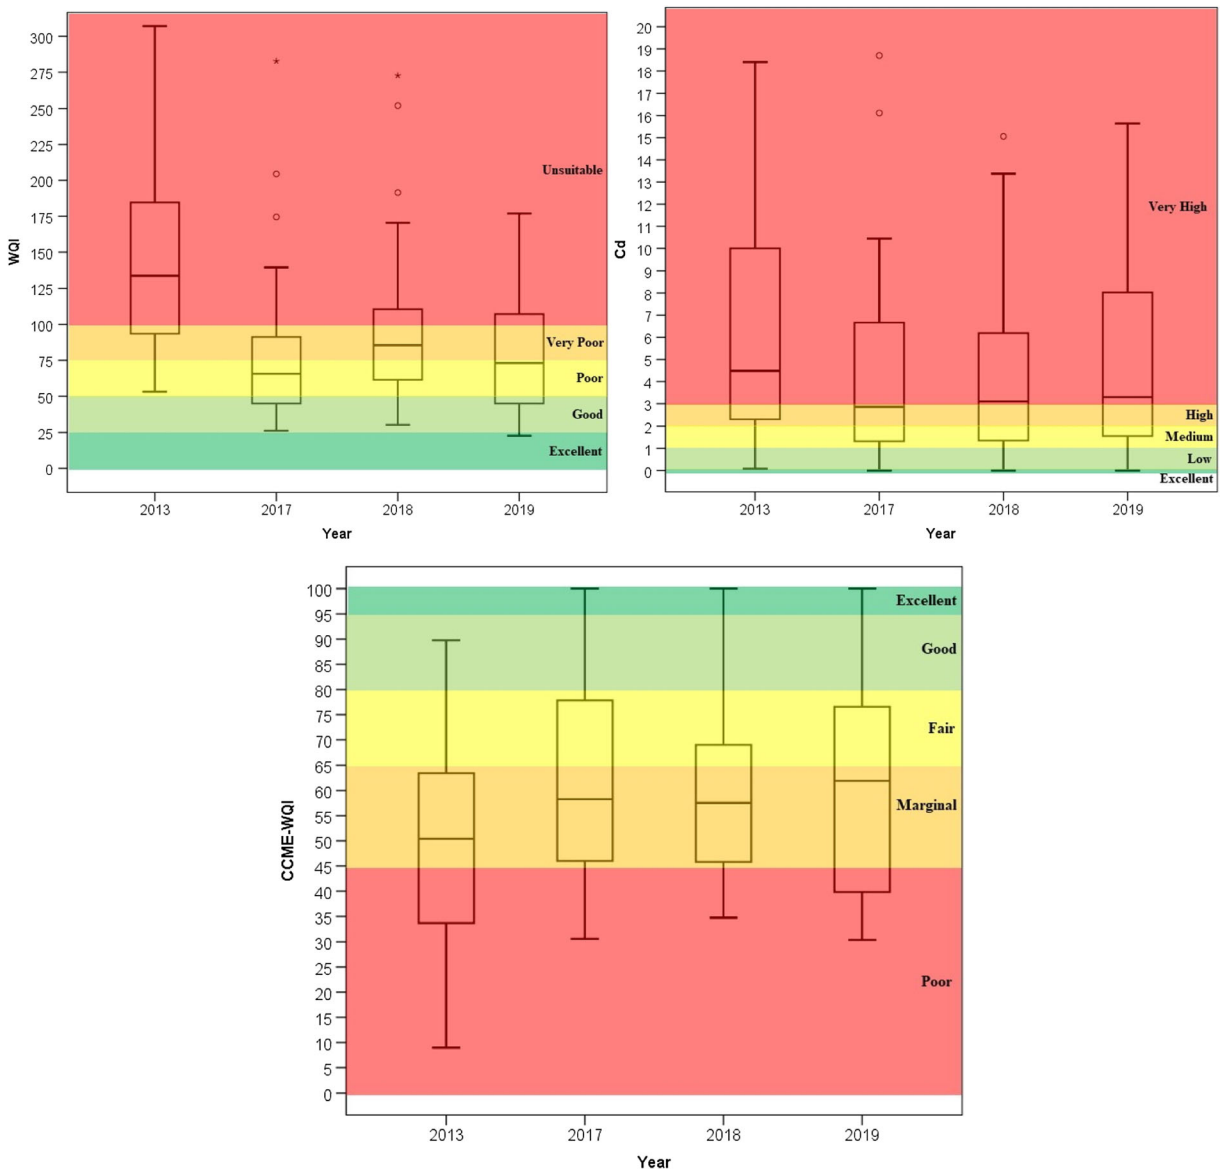 300
275
250
225
200
175
150
125
100
75
50
25
0
WQI
Unsuitable
Very Poor
Poor
Good
Excellent
2013 2017 2018 2019
Year
20
19
18
17
16
15
14
13
12
11
10
9
8
7
6
5
4
3
2
1
0
Cd
Very High
High
Medium
Low
Excellent
2013 2017 2018 2019
Year
100
95
90
85
80
75
70
65
60
55
50
45
40
35
30
25
20
15
10
5
0
CCME-WQI
Excellent
Good
Fair
Marginal
Poor
2013 2017 2018 2019
Year